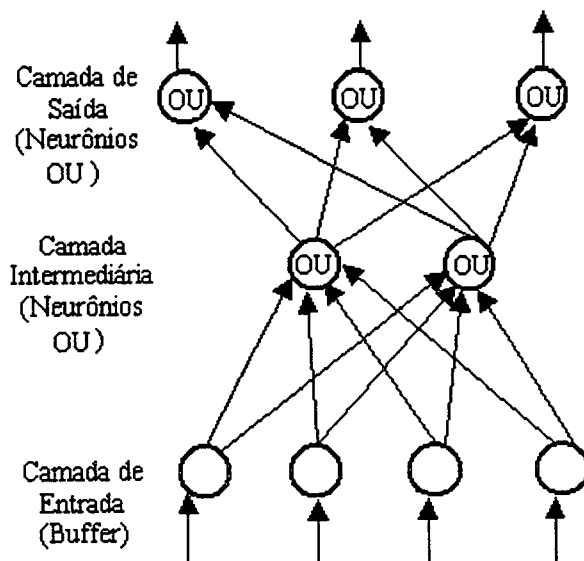 Camada de
Saída
(Neurônios
OU )
OU
OU
OU
Camada
Intermediária
(Neurônios
OU )
OU
OU
Camada de
Entrada
(Buffer)